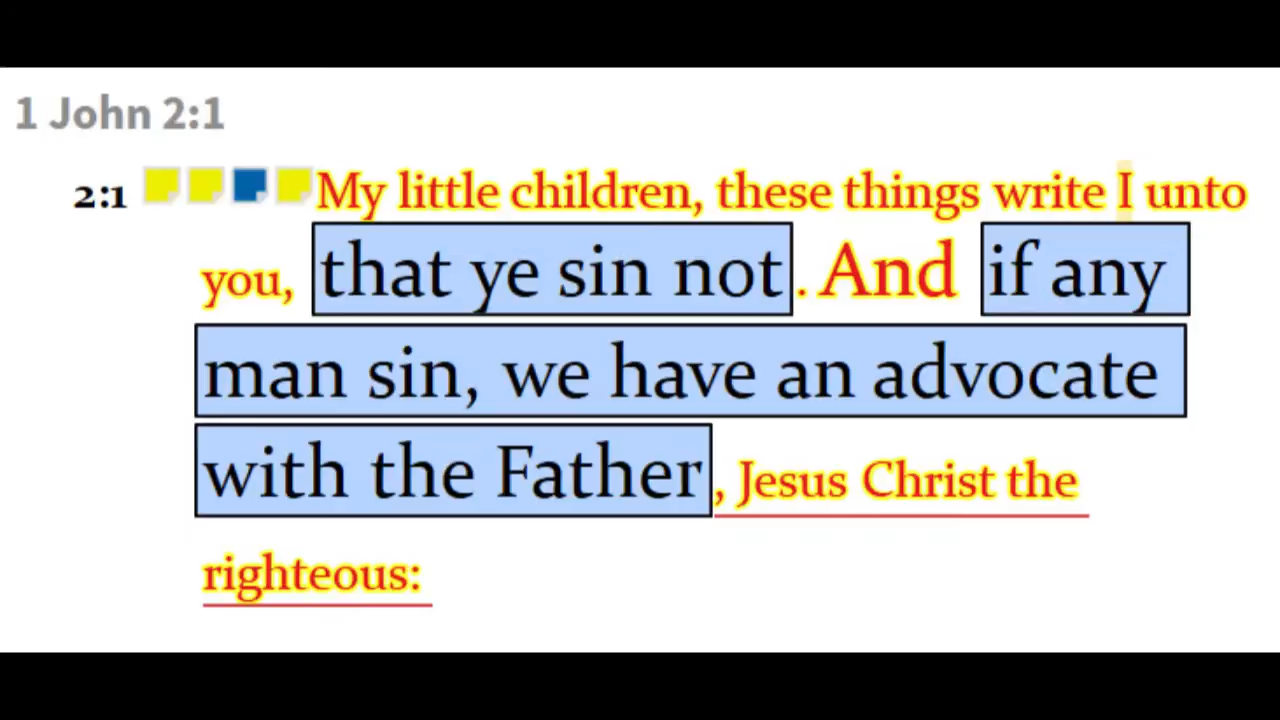 1 John 2:1
2:1 My little children, these things write I unto
you, that ye sin not. And if any
man sin, we have an advocate
with the Father, Jesus Christ the
righteous: